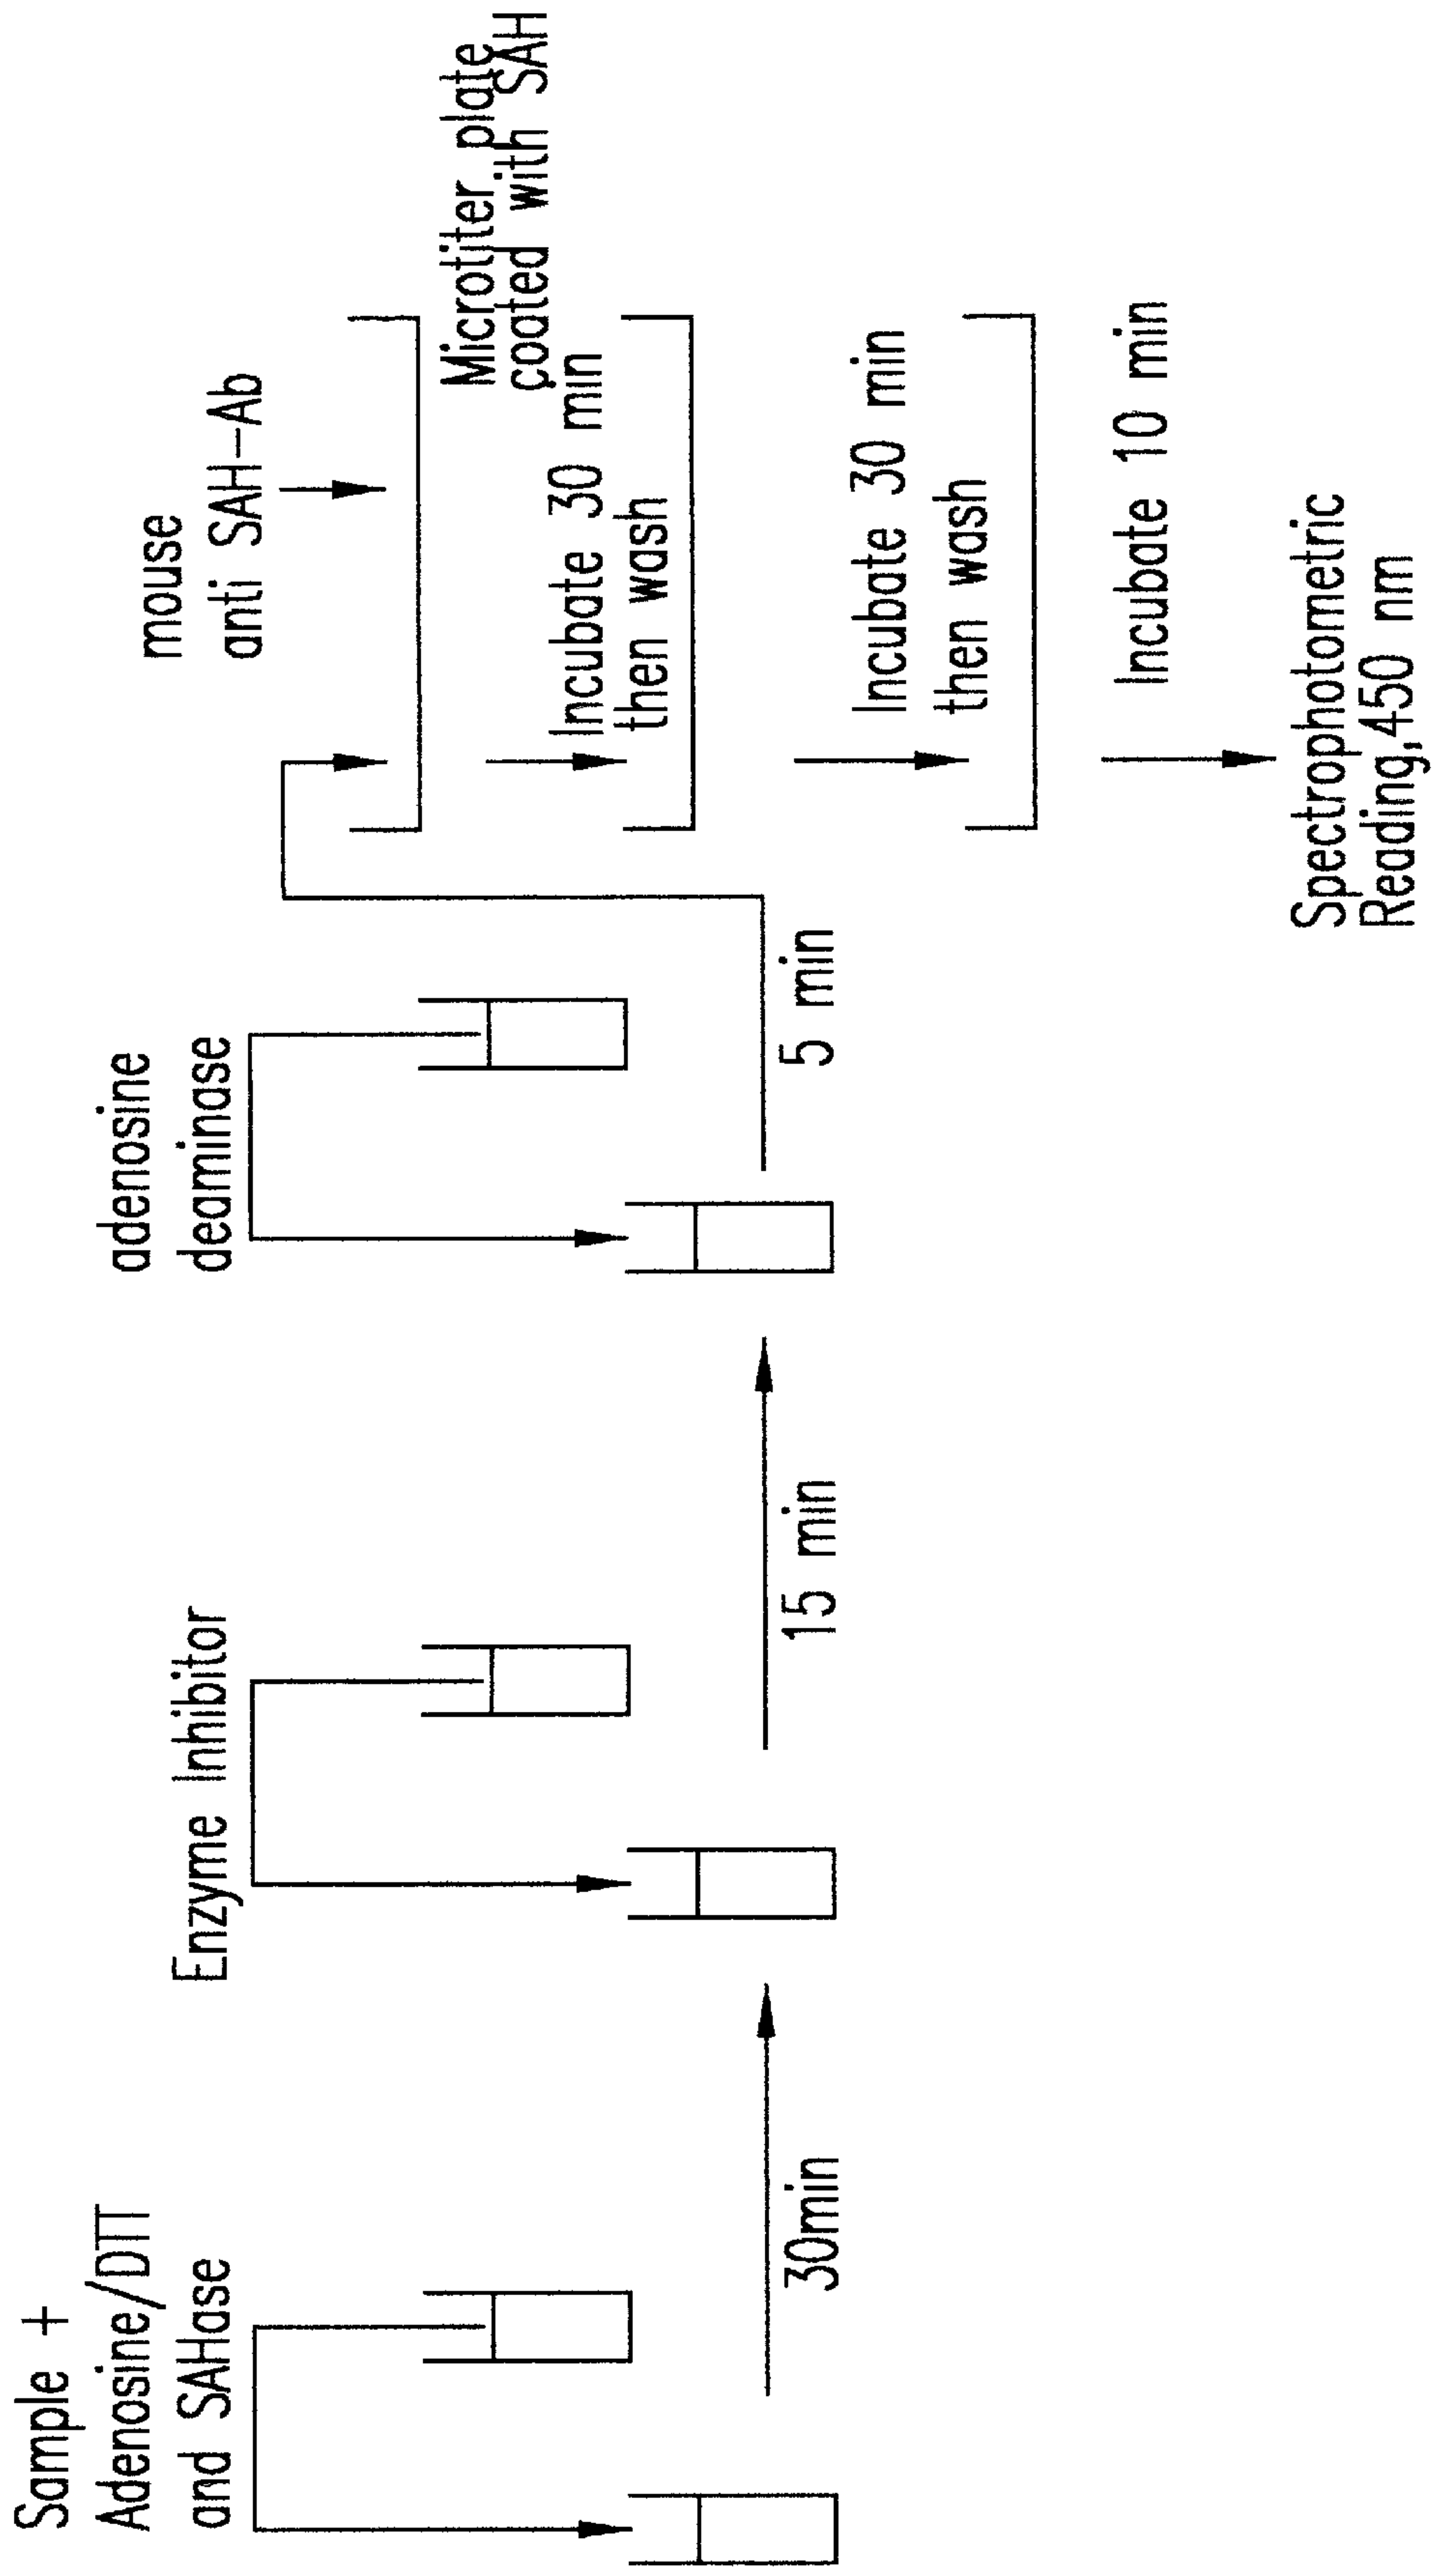 Sample +
Adenosine/DTT
and SAHase
30min
Enzyme Inhibitor
15 min
adenosine
deaminase
5 min
mouse
anti SAH-Ab
Microtiter plate
coated with SAH
Incubate 30 min
then wash
Incubate 30 min
then wash
Incubate 10 min
Spectrophotometric
Reading,450 nm